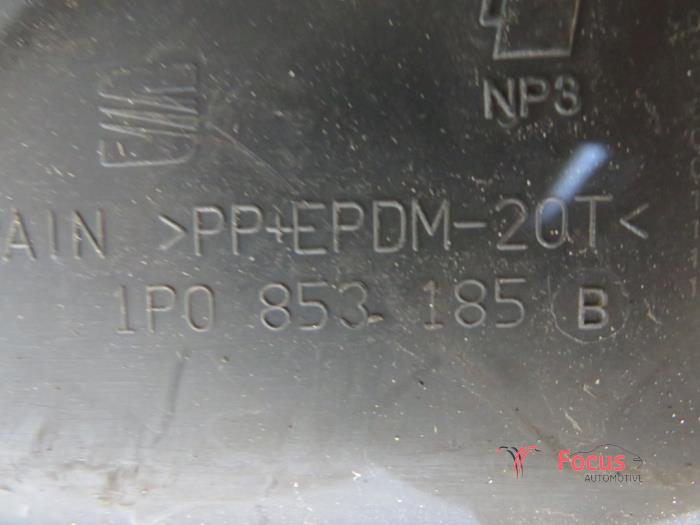 NP3
AIN >PP+EPDM-20T<
1P0 853 185 B
Focus
AUTOMOTIVE